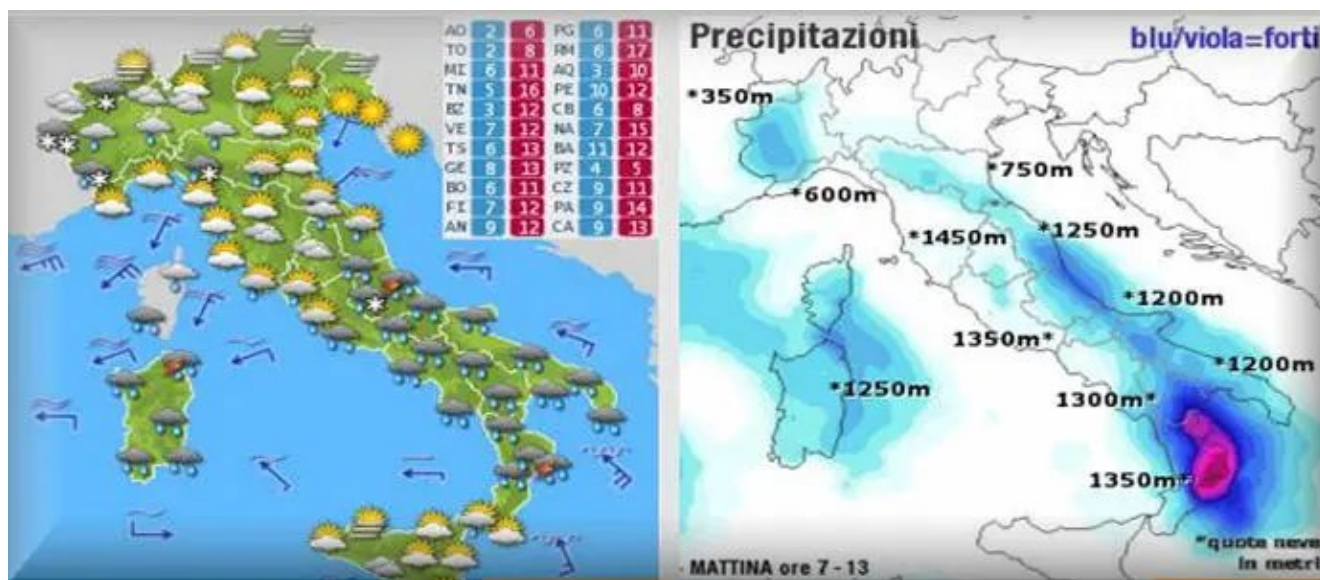 AO 2 6 PG 6 11
TO 2 8 RM 6 17
MI 6 11 AQ 3 10
TN 5 16 PE 10 12
BZ 3 12 CB 6 8
VE 7 12 NA 7 15
TS 6 13 BA 11 12
GE 8 13 PZ 4 5
BO 6 11 CZ 9 11
FI 7 12 PA 9 14
AN 9 12 CA 9 13
Precipitazioni
blu/viola=forti
*350m
*750m
*600m
*1250m
*1450m
*1200m
1350m*
*1200m
*1250m
1300m*
1350m*
*quote neve
in metri
MATTINA ore 7 - 13